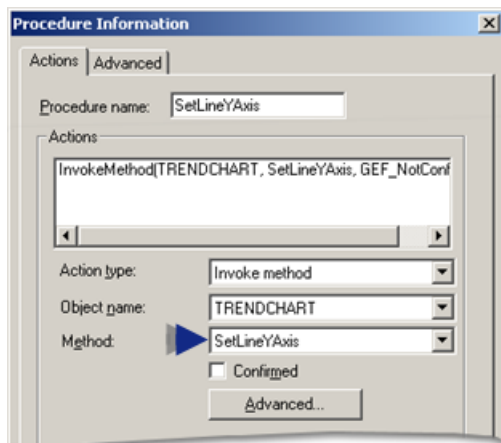 Procedure Information
Actions
Advanced
Procedure name:
SetLineYAxis
Actions
InvokeMethod(TRENDCHART, SetLineYAxis, GEF_NotConf
Action type:
Invoke method
Object name:
TRENDCHART
Method:
SetLineYAxis
Confirmed
Advanced...